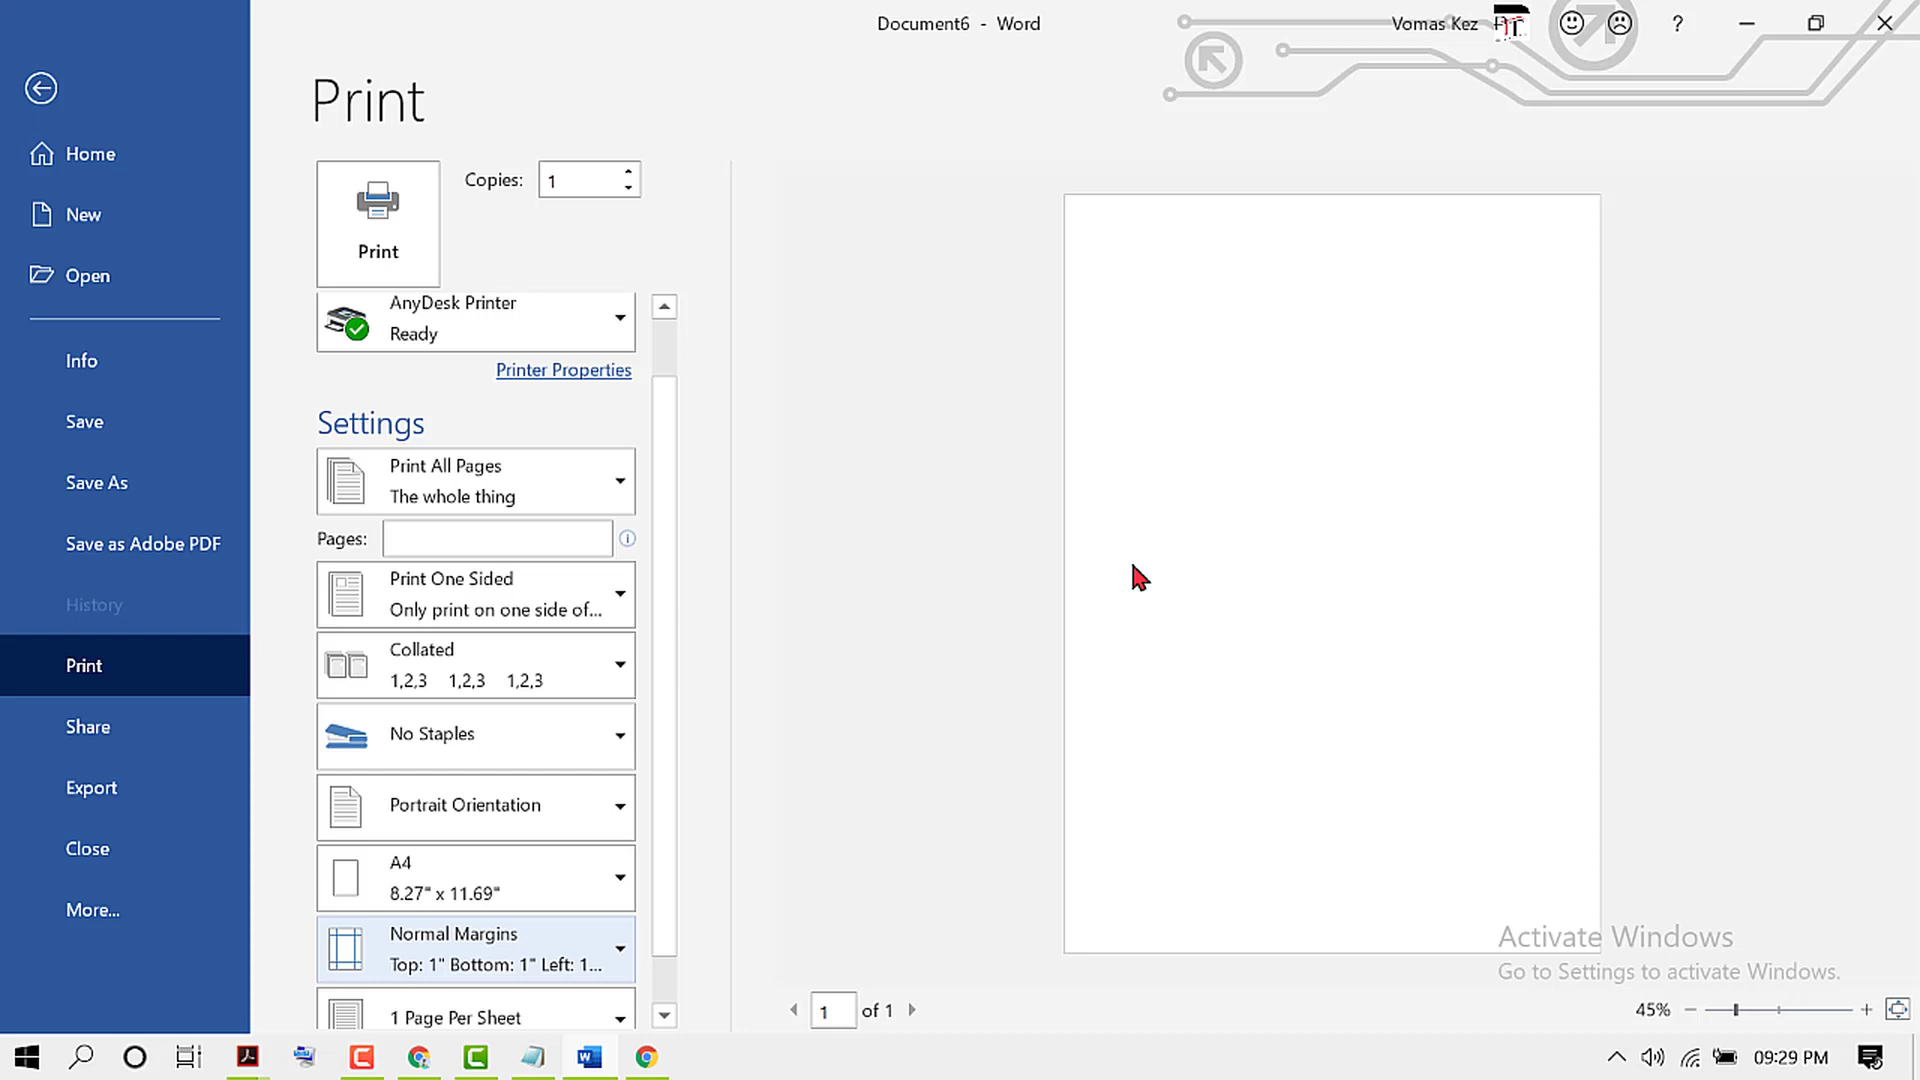 Document6 - Word
Vomas Kez
?
Print
Home
New
Open
Info
Save
Save As
Save as Adobe PDF
History
Print
Share
Export
Close
More...
Print
Copies: 1
AnyDesk Printer
Ready
Printer Properties
Settings
Print All Pages
The whole thing
Pages:
Print One Sided
Only print on one side of...
Collated
1,2,3 1,2,3 1,2,3
No Staples
Portrait Orientation
A4
8.27" x 11.69"
Normal Margins
Top: 1" Bottom: 1" Left: 1...
1 Page Per Sheet
1 of 1
45%
Activate Windows
Go to Settings to activate Windows.
09:29 PM